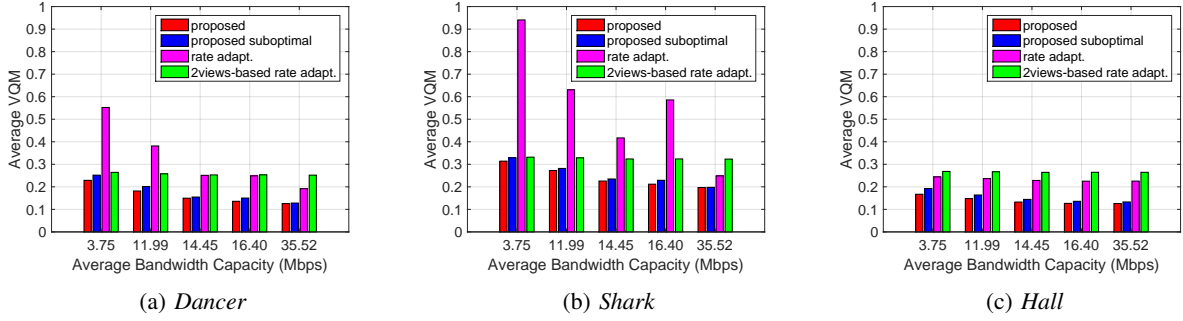 1
0.9
0.8
0.7
0.6
0.5
0.4
0.3
0.2
0.1
0
Average VQM
proposed
proposed suboptimal
rate adapt.
2views-based rate adapt.
3.75 11.99 14.45 16.40 35.52
Average Bandwidth Capacity (Mbps)
(a) Dancer
1
0.9
0.8
0.7
0.6
0.5
0.4
0.3
0.2
0.1
0
Average VQM
proposed
proposed suboptimal
rate adapt.
2views-based rate adapt.
3.75 11.99 14.45 16.40 35.52
Average Bandwidth Capacity (Mbps)
(b) Shark
1
0.9
0.8
0.7
0.6
0.5
0.4
0.3
0.2
0.1
0
Average VQM
proposed
proposed suboptimal
rate adapt.
2views-based rate adapt.
3.75 11.99 14.45 16.40 35.52
Average Bandwidth Capacity (Mbps)
(c) Hall